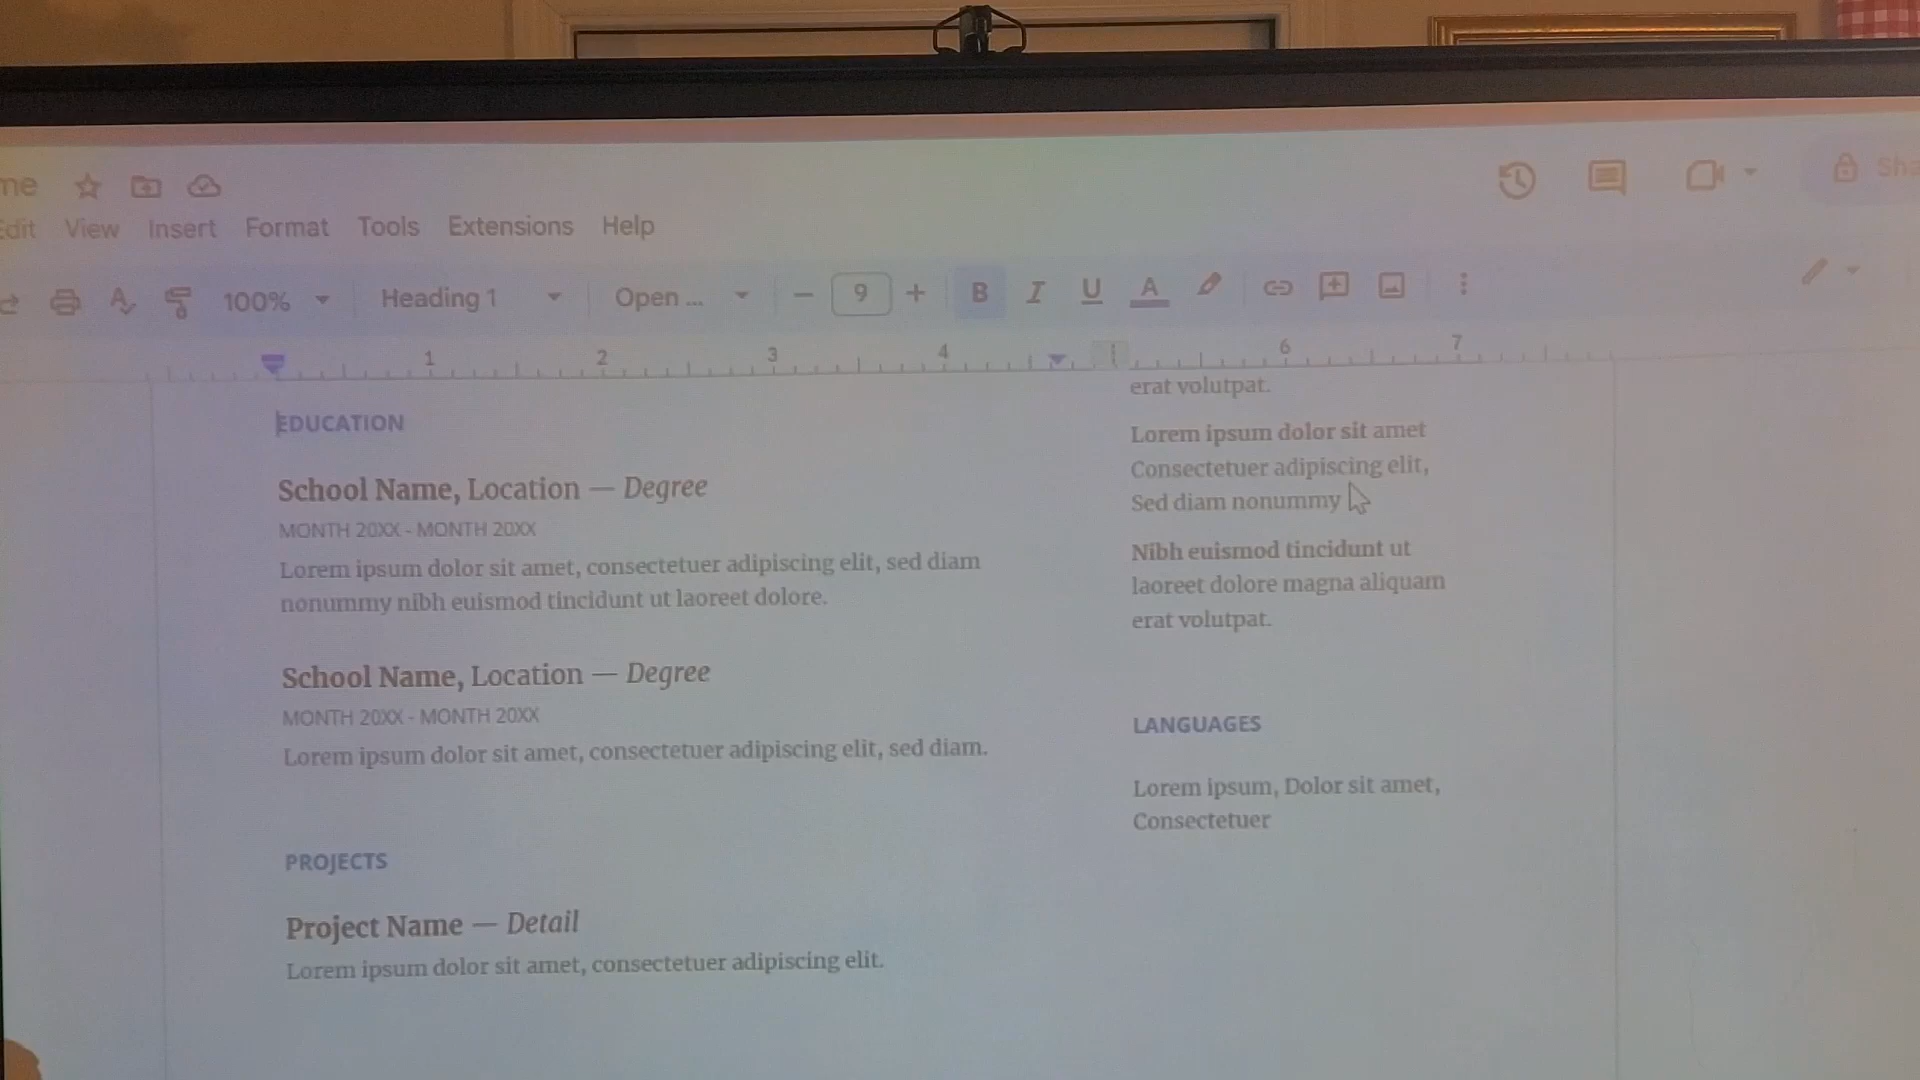 me
Edit View Insert Format Tools Extensions Help
Sha
100% Heading 1 Open ... 9 B I U A
1 2 3 4 6 7
EDUCATION
School Name, Location — Degree
MONTH 20XX - MONTH 20XX
Lorem ipsum dolor sit amet, consectetuer adipiscing elit, sed diam
nonummy nibh euismod tincidunt ut laoreet dolore.
School Name, Location — Degree
MONTH 20XX - MONTH 20XX
Lorem ipsum dolor sit amet, consectetuer adipiscing elit, sed diam.
PROJECTS
Project Name — Detail
Lorem ipsum dolor sit amet, consectetuer adipiscing elit.
erat volutpat.
Lorem ipsum dolor sit amet
Consectetuer adipiscing elit,
Sed diam nonummy
Nibh euismod tincidunt ut
laoreet dolore magna aliquam
erat volutpat.
LANGUAGES
Lorem ipsum, Dolor sit amet,
Consectetuer